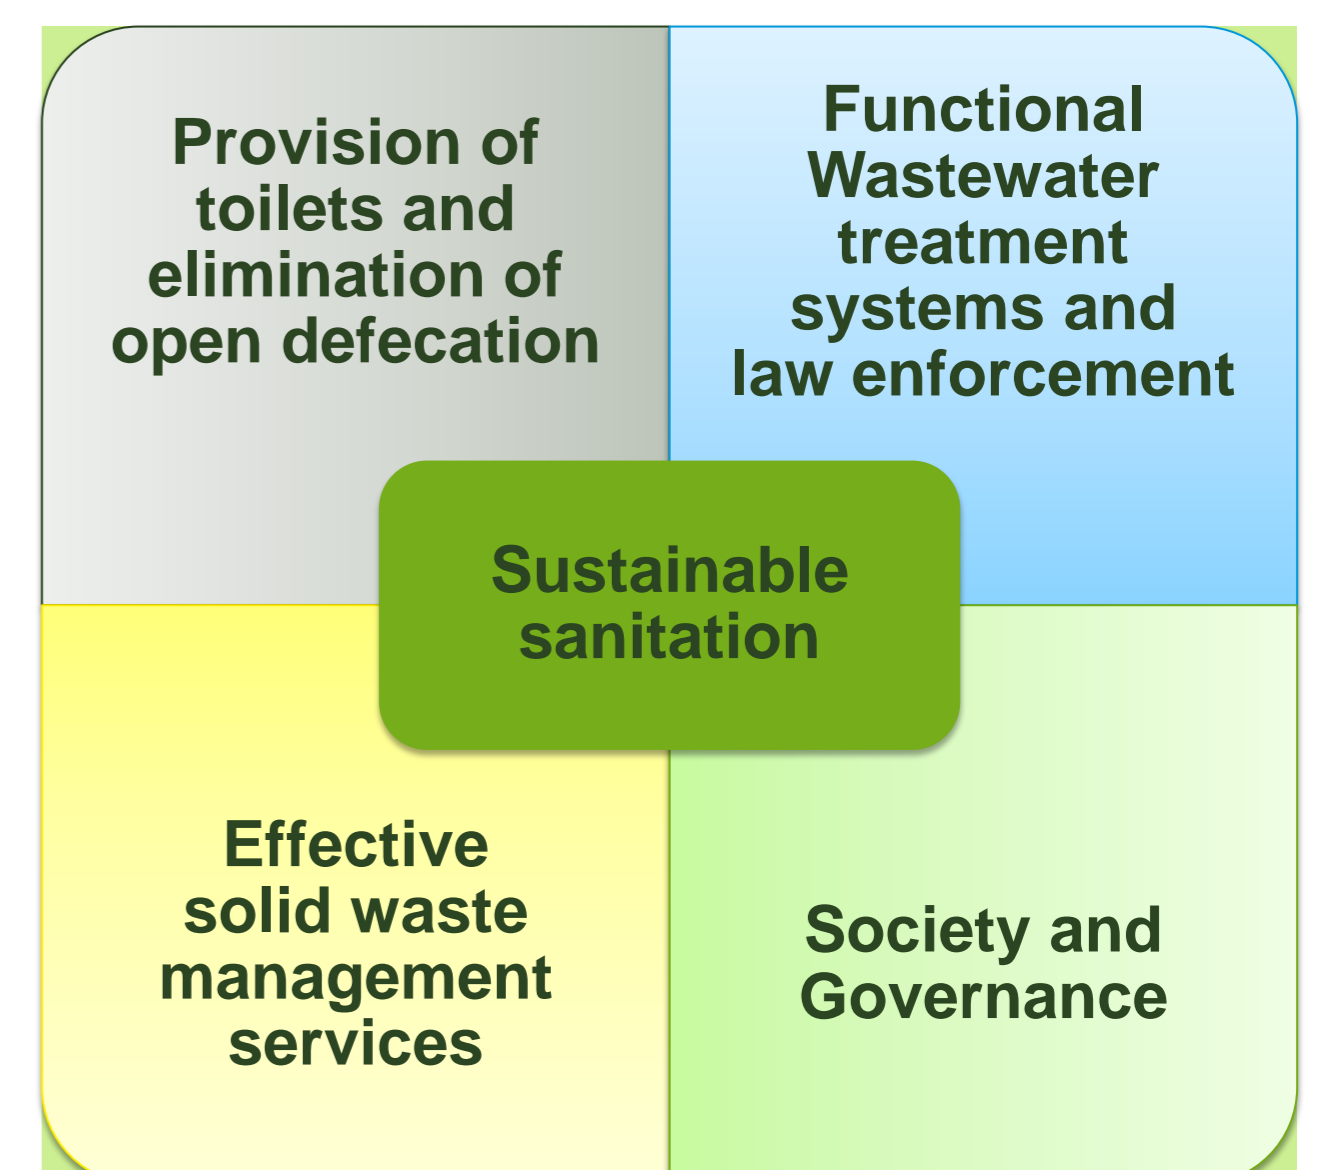 Provision of
toilets and
elimination of
open defecation
Functional
Wastewater
treatment
systems and
law enforcement
Sustainable
sanitation
Effective
solid waste
management
services
Society and
Governance